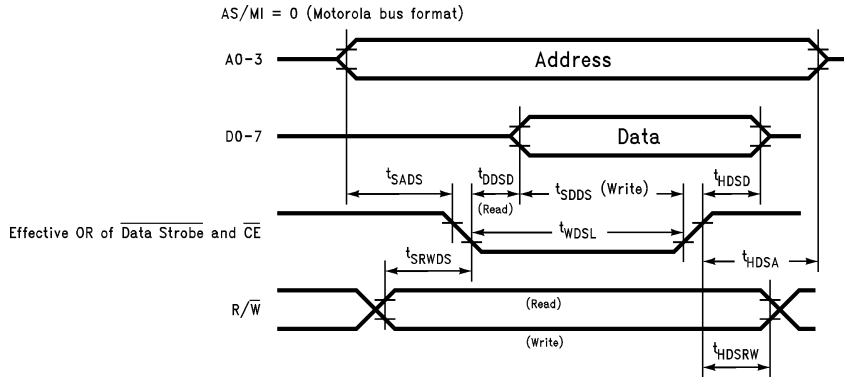 AS/MI = 0 (Motorola bus format)
A0-3
Address
D0-7
Data
tSADS
tDDSD
(Read)
tSDDS (Write)
tHDSD
Effective OR of Data Strobe and CE
tWDSL
tSRWDS
tHDSA
R/W
(Read)
(Write)
tHDSRW